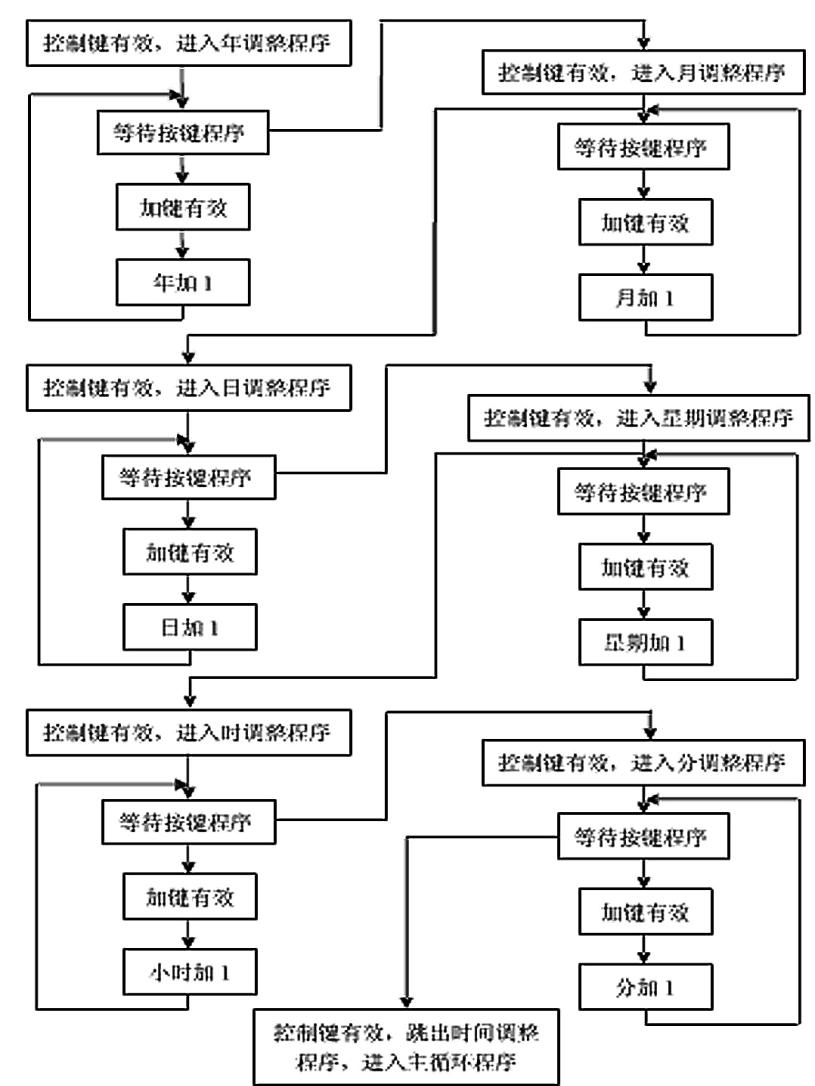 控制键有效，进入年调整程序
等待按键程序
加键有效
年加 1
控制键有效，进入月调整程序
等待按键程序
加键有效
月加 1
控制键有效，进入日调整程序
等待按键程序
加键有效
日加 1
控制键有效，进入星期调整程序
等待按键程序
加键有效
星期加 1
控制键有效，进入时调整程序
等待按键程序
加键有效
小时加 1
控制键有效，进入分调整程序
等待按键程序
加键有效
分加 1
控制键有效，跳出时间调整
程序，进入主循环程序